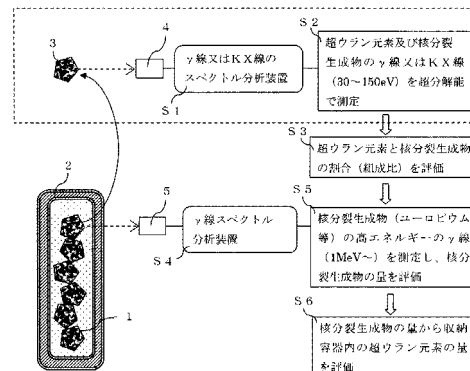 3
4
S 1
γ線又はKX線の
スペクトル分析装置
S 2
超ウラン元素及び核分裂
生成物のγ線又はKX線
(30～150eV)を超分解能
で測定
S 3
超ウラン元素と核分裂生成物
の割合(組成比)を評価
2
1
5
S 4
γ線スペクトル
分析装置
S 5
核分裂生成物(ユーロピウム
等)の高エネルギーのγ線
(1MeV～)を測定し、核分
裂生成物の量を評価
S 6
核分裂生成物の量から収納
容器内の超ウラン元素の量
を評価